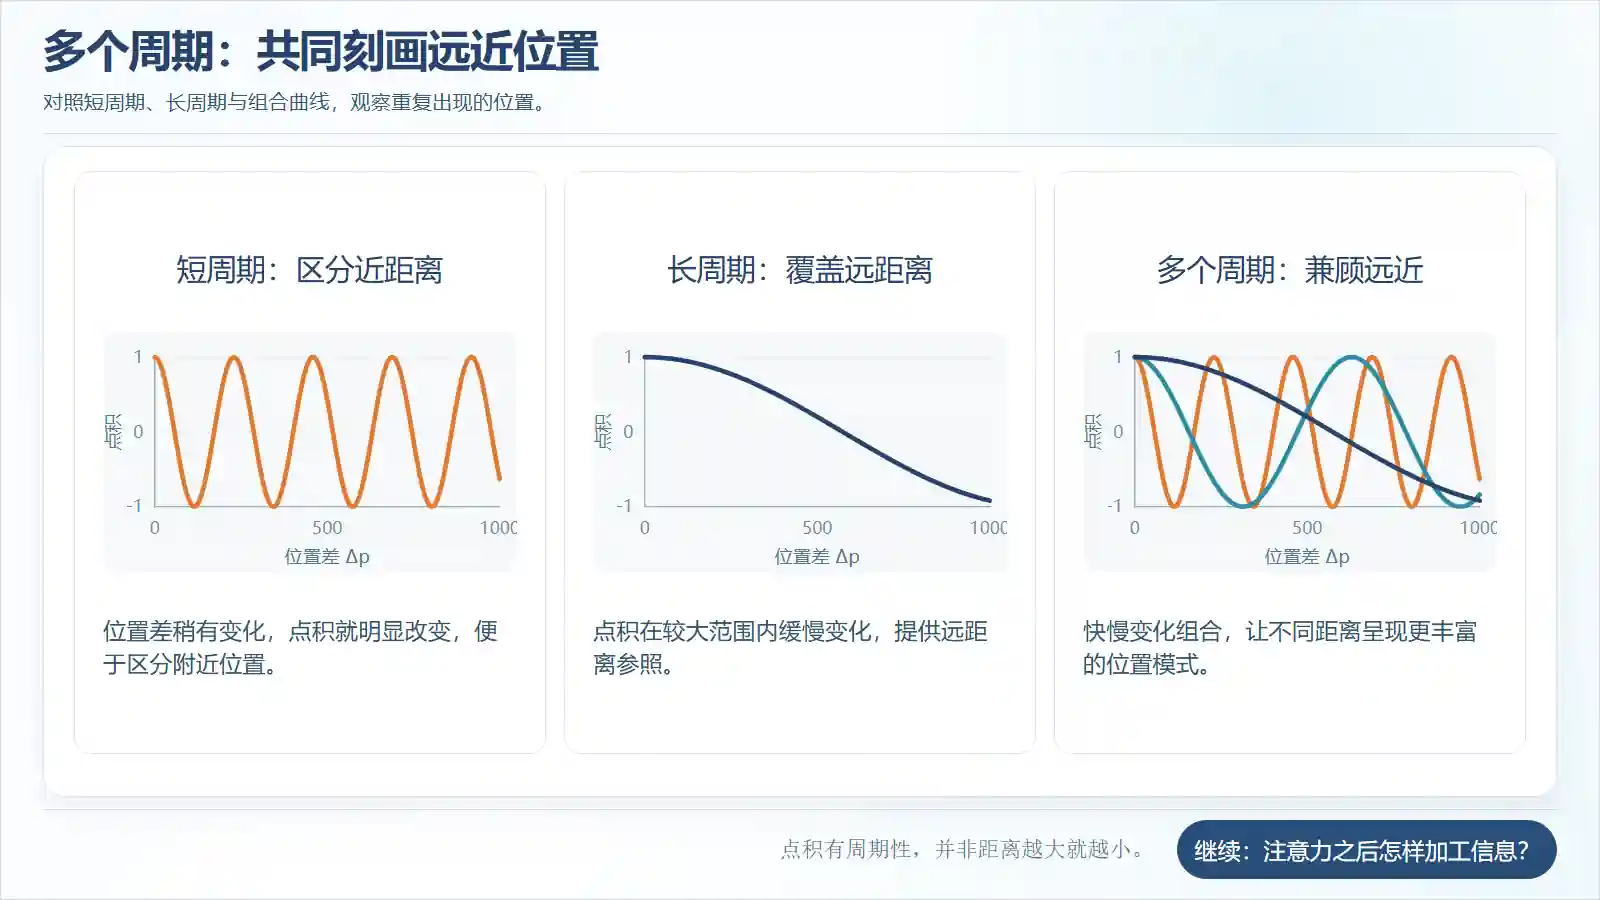 多个周期：共同刻画远近位置
对照短周期、长周期与组合曲线，观察重复出现的位置。
短周期：区分近距离
1
0
-1
点积
0
500
1000
位置差 Δp
位置差稍有变化，点积就明显改变，便
于区分附近位置。
长周期：覆盖远距离
1
0
-1
点积
0
500
1000
位置差 Δp
点积在较大范围内缓慢变化，提供远距
离参照。
多个周期：兼顾远近
1
0
-1
点积
0
500
1000
位置差 Δp
快慢变化组合，让不同距离呈现更丰富
的位置模式。
点积有周期性，并非距离越大就越小。
继续：注意力之后怎样加工信息？